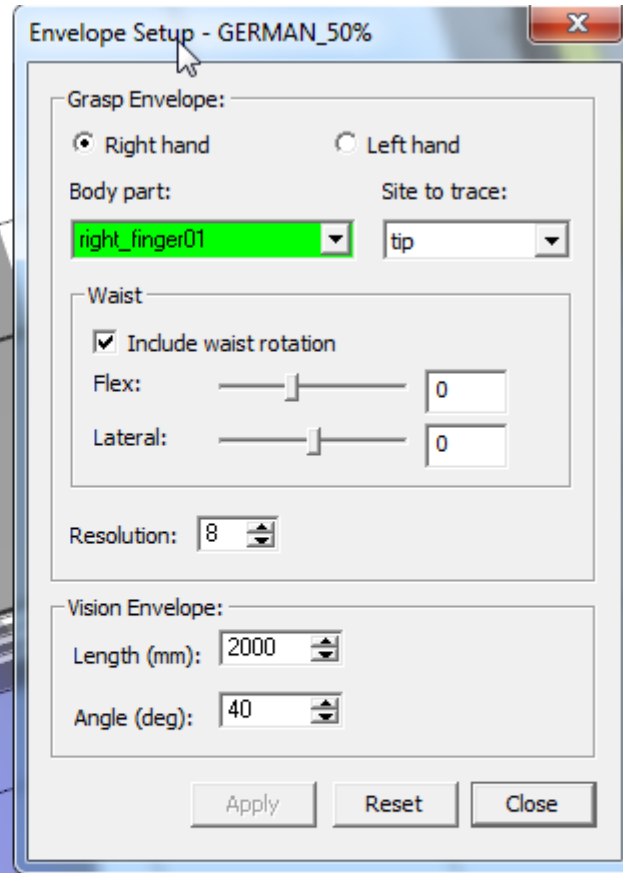 Envelope Setup - GERMAN_50%
Grasp Envelope:
Right hand Left hand
Body part: Site to trace:
right_finger01 tip
Waist
Include waist rotation
Flex: 0
Lateral: 0
Resolution: 8
Vision Envelope:
Length (mm): 2000
Angle (deg): 40
Apply Reset Close